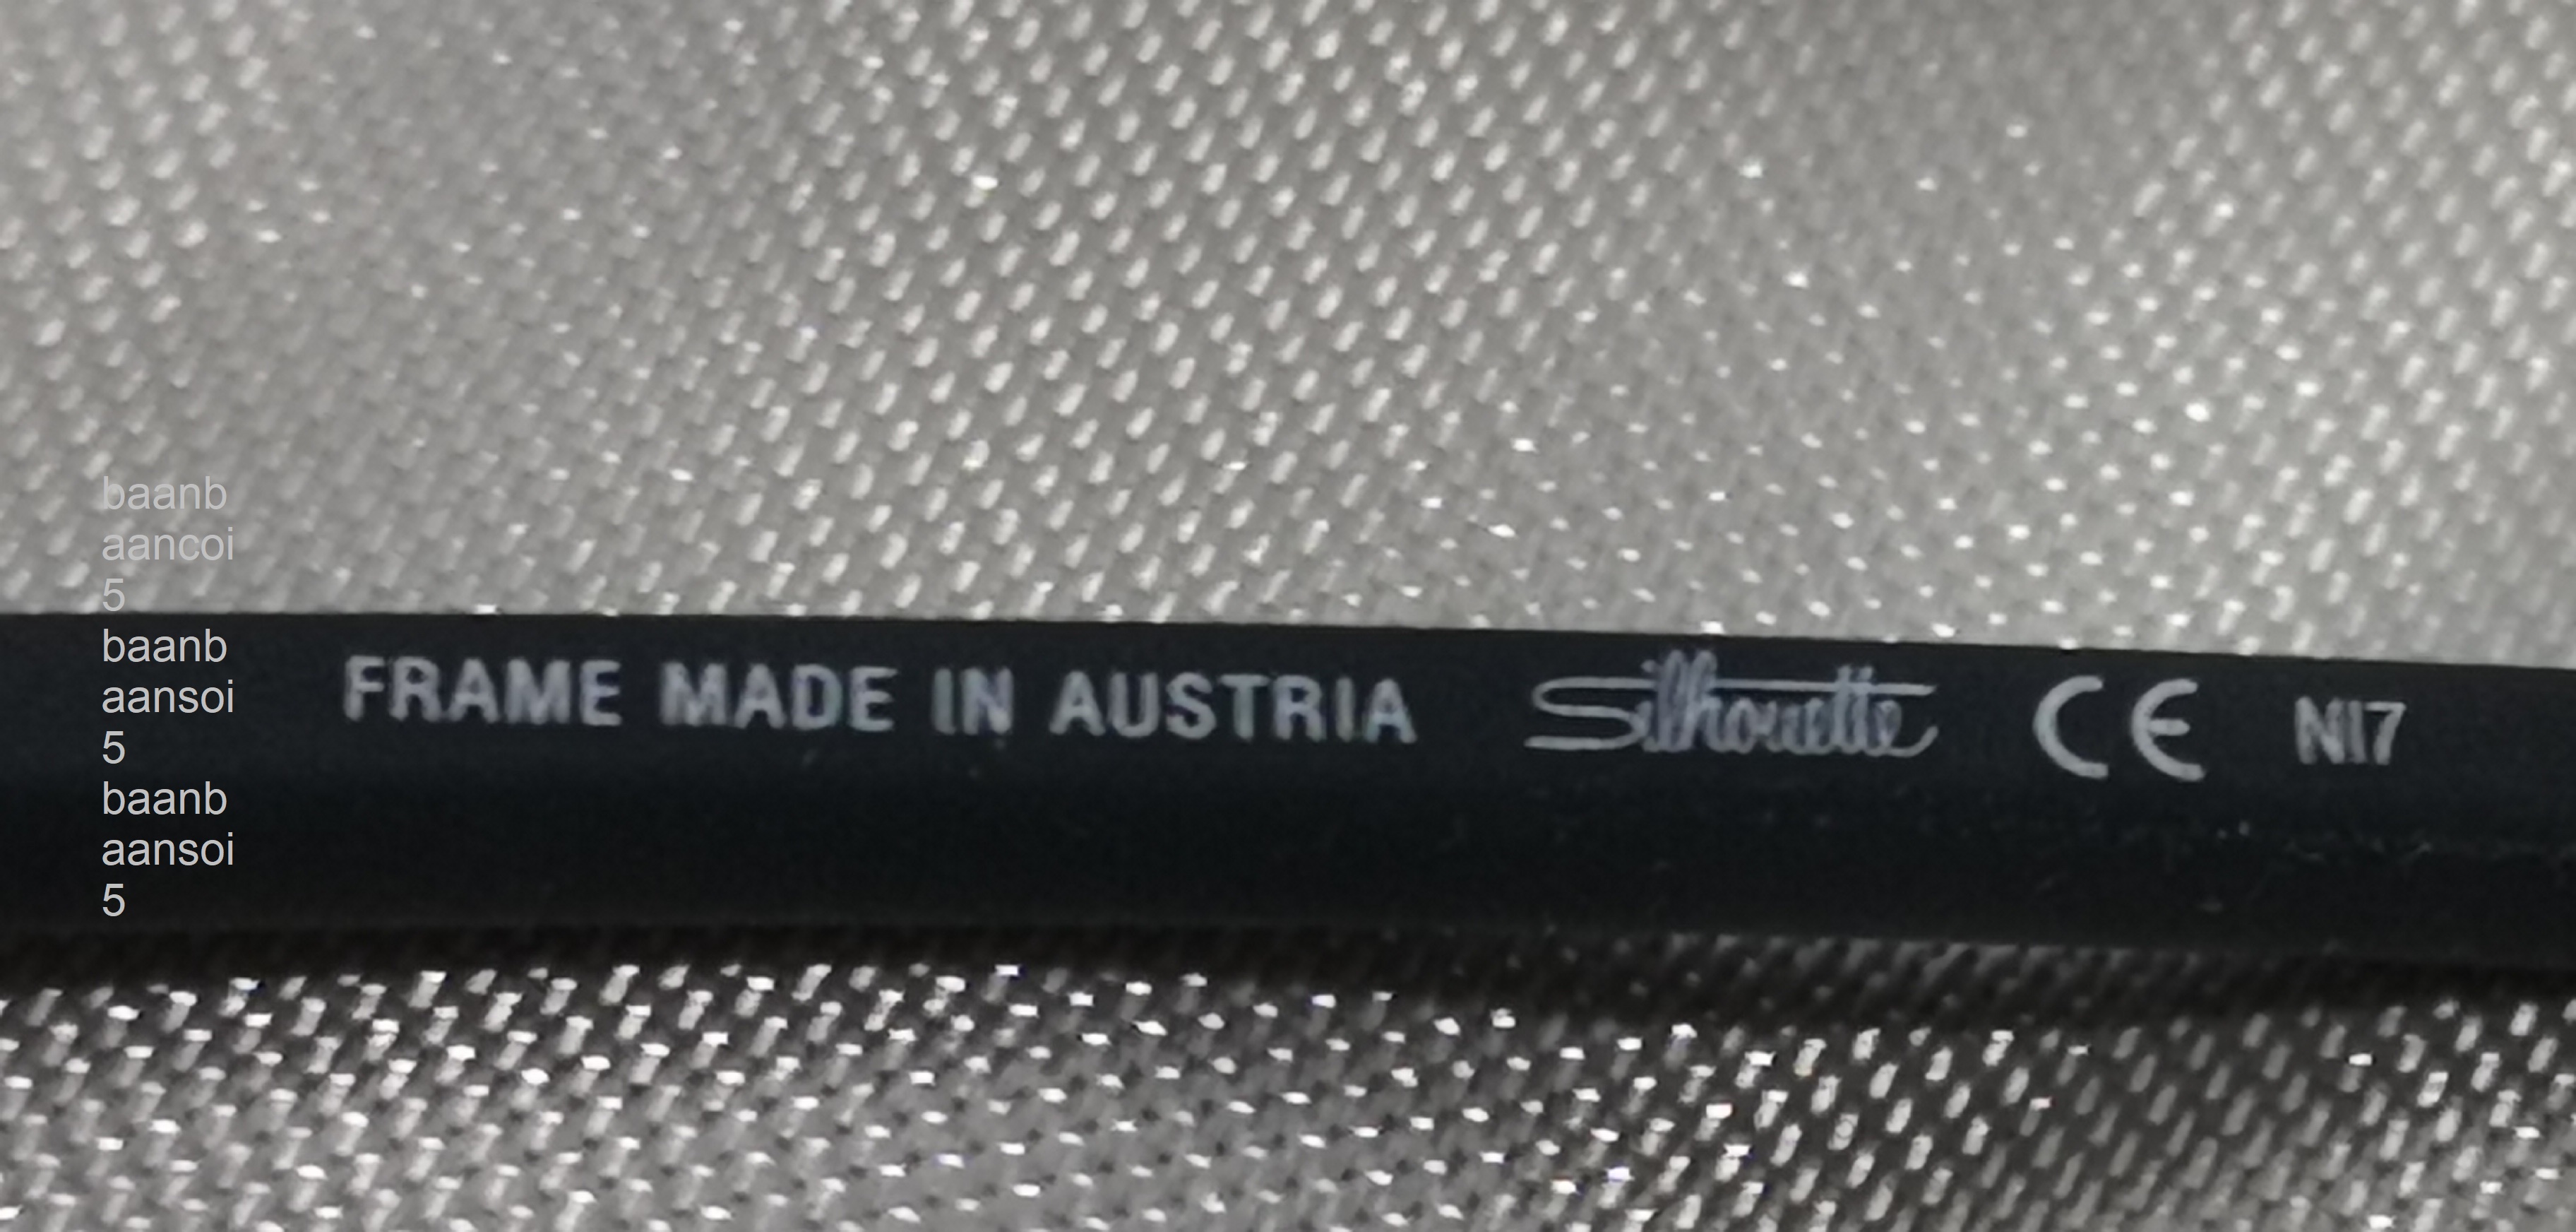 baanb
aancoi
5
baanb
aansoi
5
baanb
aansoi
5
FRAME MADE IN AUSTRIA Silhouette CE NI7